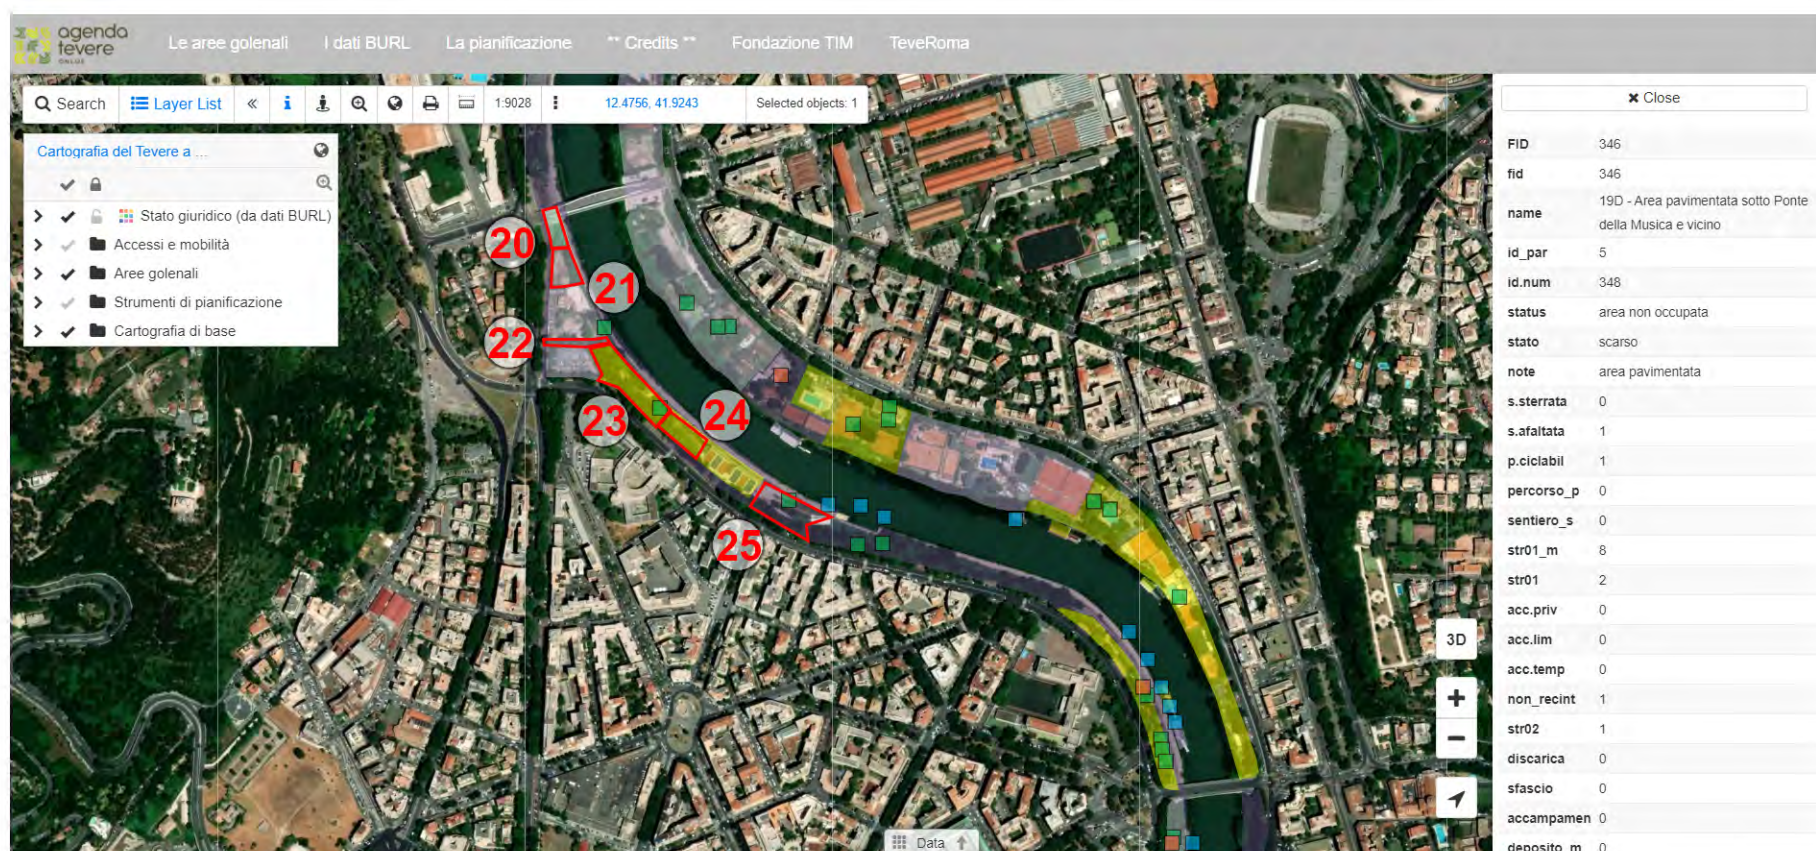 agenda
tevere
ONLUS
Le aree golenali
I dati BURL
La pianificazione
** Credits **
Fondazione TIM
TeveRoma
Search
Layer List
1:9028
12.4756, 41.9243
Selected objects: 1
Cartografia del Tevere a ...
Stato giuridico (da dati BURL)
Accessi e mobilità
Aree golenali
Strumenti di pianificazione
Cartografia di base
20
21
22
23
24
25
3D
Data
Close
FID 346
fid 346
name 19D - Area pavimentata sotto Ponte
della Musica e vicino
id_par 5
id.num 348
status area non occupata
stato scarso
note area pavimentata
s.sterrata 0
s.afaltata 1
p.ciclabil 1
percorso_p 0
sentiero_s 0
str01_m 8
str01 2
acc.priv 0
acc.lim 0
acc.temp 0
non_recint 1
str02 1
discarica 0
sfascio 0
accampamen 0
deposito_m 0